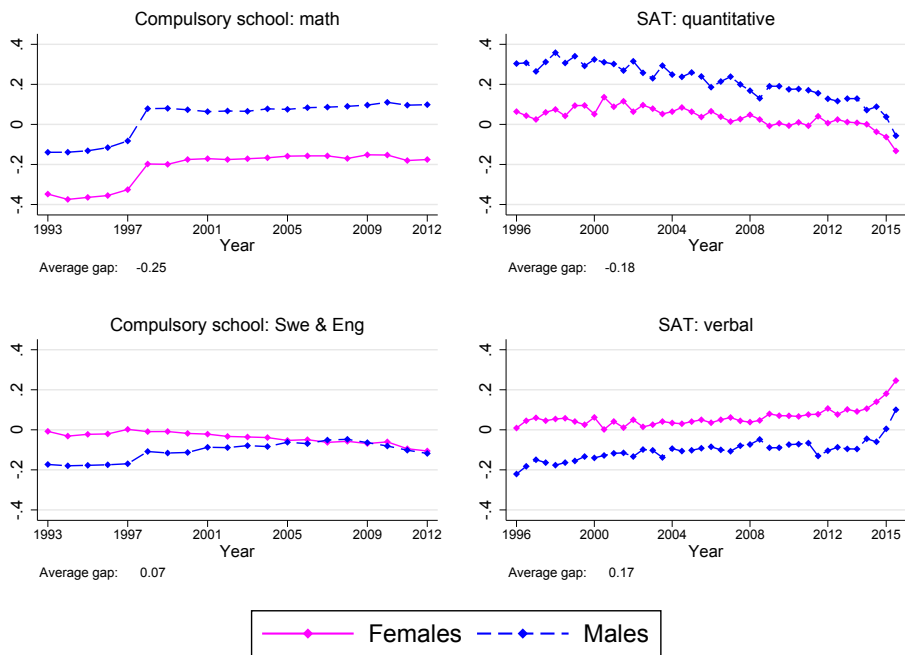 Compulsory school: math
.4
.2
0
-.2
-.4
1993 1997 2001 2005 2009 2012
Year
Average gap: -0.25
SAT: quantitative
.4
.2
0
-.2
-.4
1996 2000 2004 2008 2012 2015
Year
Average gap: -0.18
Compulsory school: Swe & Eng
.4
.2
0
-.2
-.4
1993 1997 2001 2005 2009 2012
Year
Average gap: 0.07
SAT: verbal
.4
.2
0
-.2
-.4
1996 2000 2004 2008 2012 2015
Year
Average gap: 0.17
Females Males